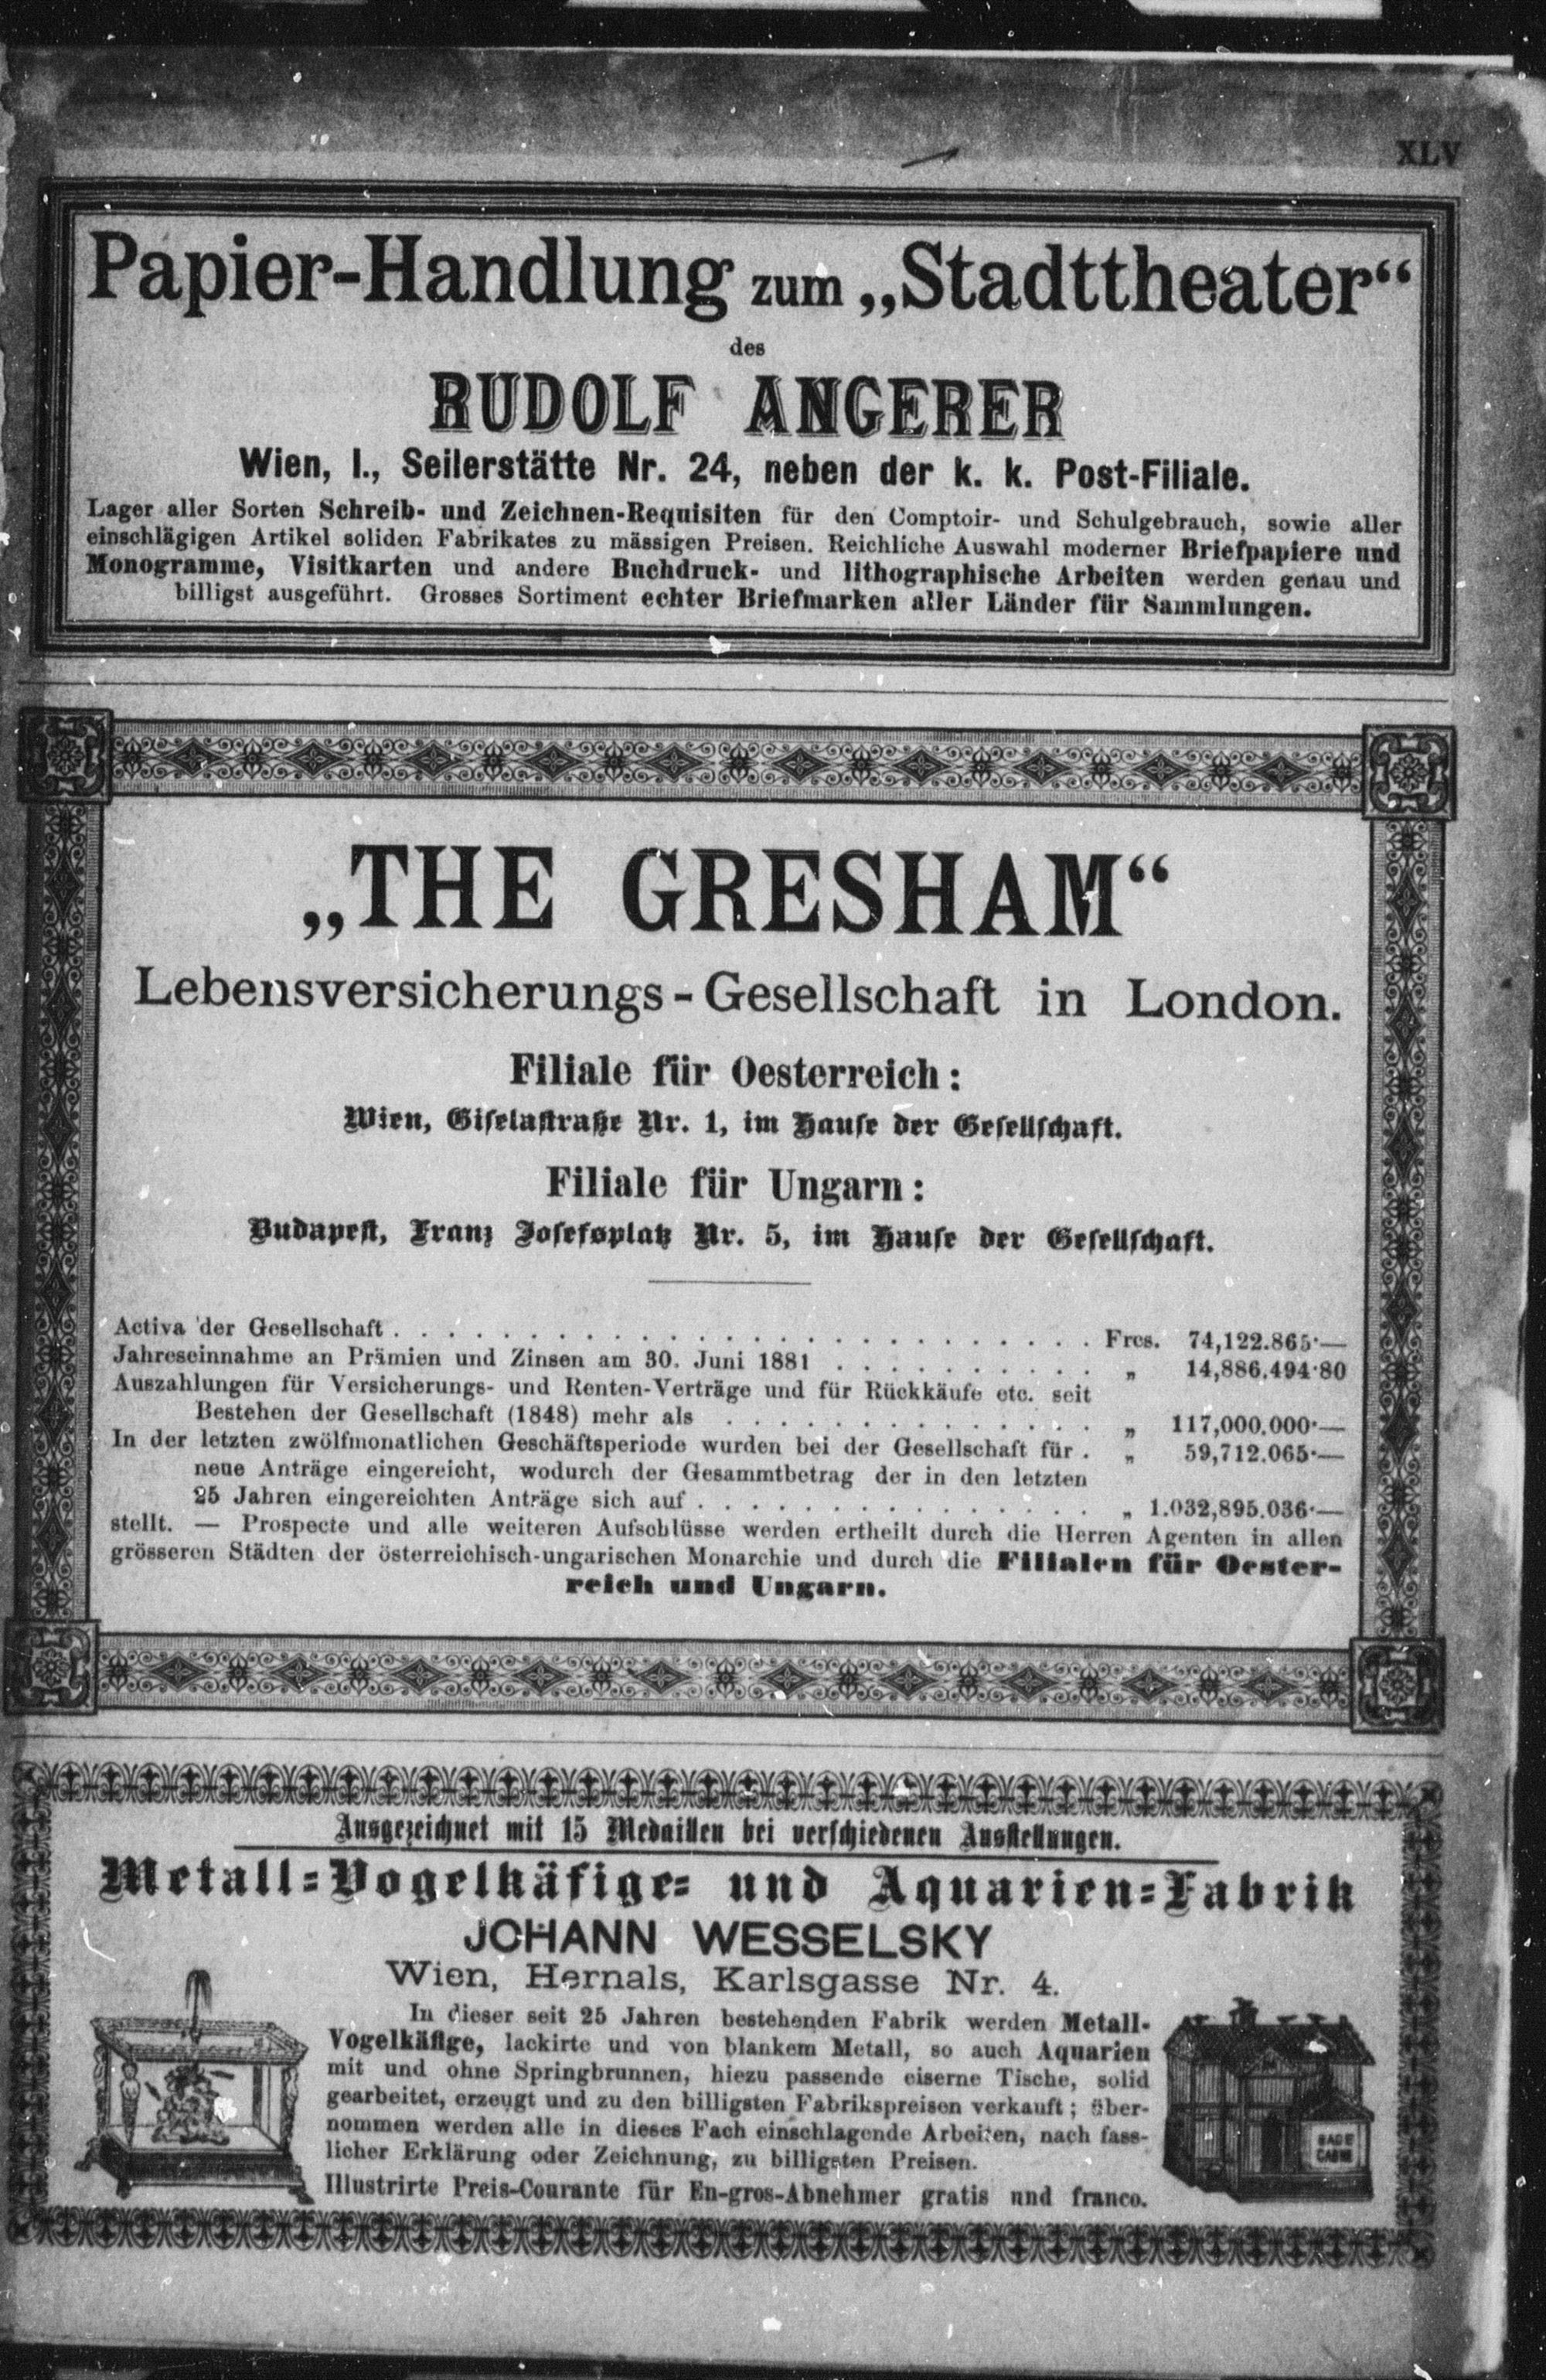 XLV
Papier-Handlung zum „Stadttheater“
des
RUDOLF ANGERER
Wien, I., Seilerstätte Nr. 24, neben der k. k. Post-Filiale.
Lager aller Sorten Schreib- und Zeichnen-Requisiten für den Comptoir- und Schulgebrauch, sowie aller
einschlägigen Artikel soliden Fabrikates zu mässigen Preisen. Reichliche Auswahl moderner Briefpapiere und
Monogramme, Visitkarten und andere Buchdruck- und lithographische Arbeiten werden genau und
billigst ausgeführt. Grosses Sortiment echter Briefmarken aller Länder für Sammlungen.
„THE GRESHAM“
Lebensversicherungs-Gesellschaft in London.
Filiale für Oesterreich:
Wien, Giselastraße Nr. 1, im Hause der Gesellschaft.
Filiale für Ungarn:
Budapest, Franz Josefsplatz Nr. 5, im Hause der Gesellschaft.
Activa der Gesellschaft . . . . . . . . . . . . . . . . . . . . . . . . . . Frcs. 74,122.865·—
Jahreseinnahme an Prämien und Zinsen am 30. Juni 1881 . . . . . . . . . . „ 14,886.494·80
Auszahlungen für Versicherungs- und Renten-Verträge und für Rückkäufe etc. seit
Bestehen der Gesellschaft (1848) mehr als . . . . . . . . . . . . . . „ 117,000.000·—
In der letzten zwölfmonatlichen Geschäftsperiode wurden bei der Gesellschaft für . „ 59,712.065·—
neue Anträge eingereicht, wodurch der Gesammtbetrag der in den letzten
25 Jahren eingereichten Anträge sich auf . . . . . . . . . . . . . . . „ 1.032,895.036·—
stellt. — Prospecte und alle weiteren Aufschlüsse werden ertheilt durch die Herren Agenten in allen
grösseren Städten der österreichisch-ungarischen Monarchie und durch die Filialen für Oester-
reich und Ungarn.
Ausgezeichnet mit 15 Medaillen bei verschiedenen Ausstellungen.
Metall-Vogelkäfige- und Aquarien-Fabrik
JOHANN WESSELSKY
Wien, Hernals, Karlsgasse Nr. 4.
In dieser seit 25 Jahren bestehenden Fabrik werden Metall-
Vogelkäfige, lackirte und von blankem Metall, so auch Aquarien
mit und ohne Springbrunnen, hiezu passende eiserne Tische, solid
gearbeitet, erzeugt und zu den billigsten Fabrikspreisen verkauft; über-
nommen werden alle in dieses Fach einschlagende Arbeiten, nach fass-
licher Erklärung oder Zeichnung, zu billigsten Preisen.
Illustrirte Preis-Courante für En-gros-Abnehmer gratis und franco.